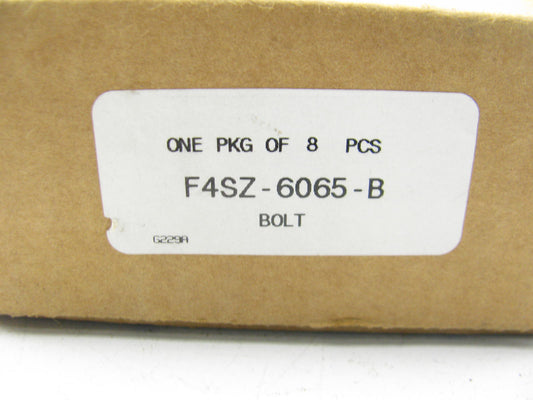 ONE PKG OF 8 PCS
F4SZ-6065-B
BOLT
G229A